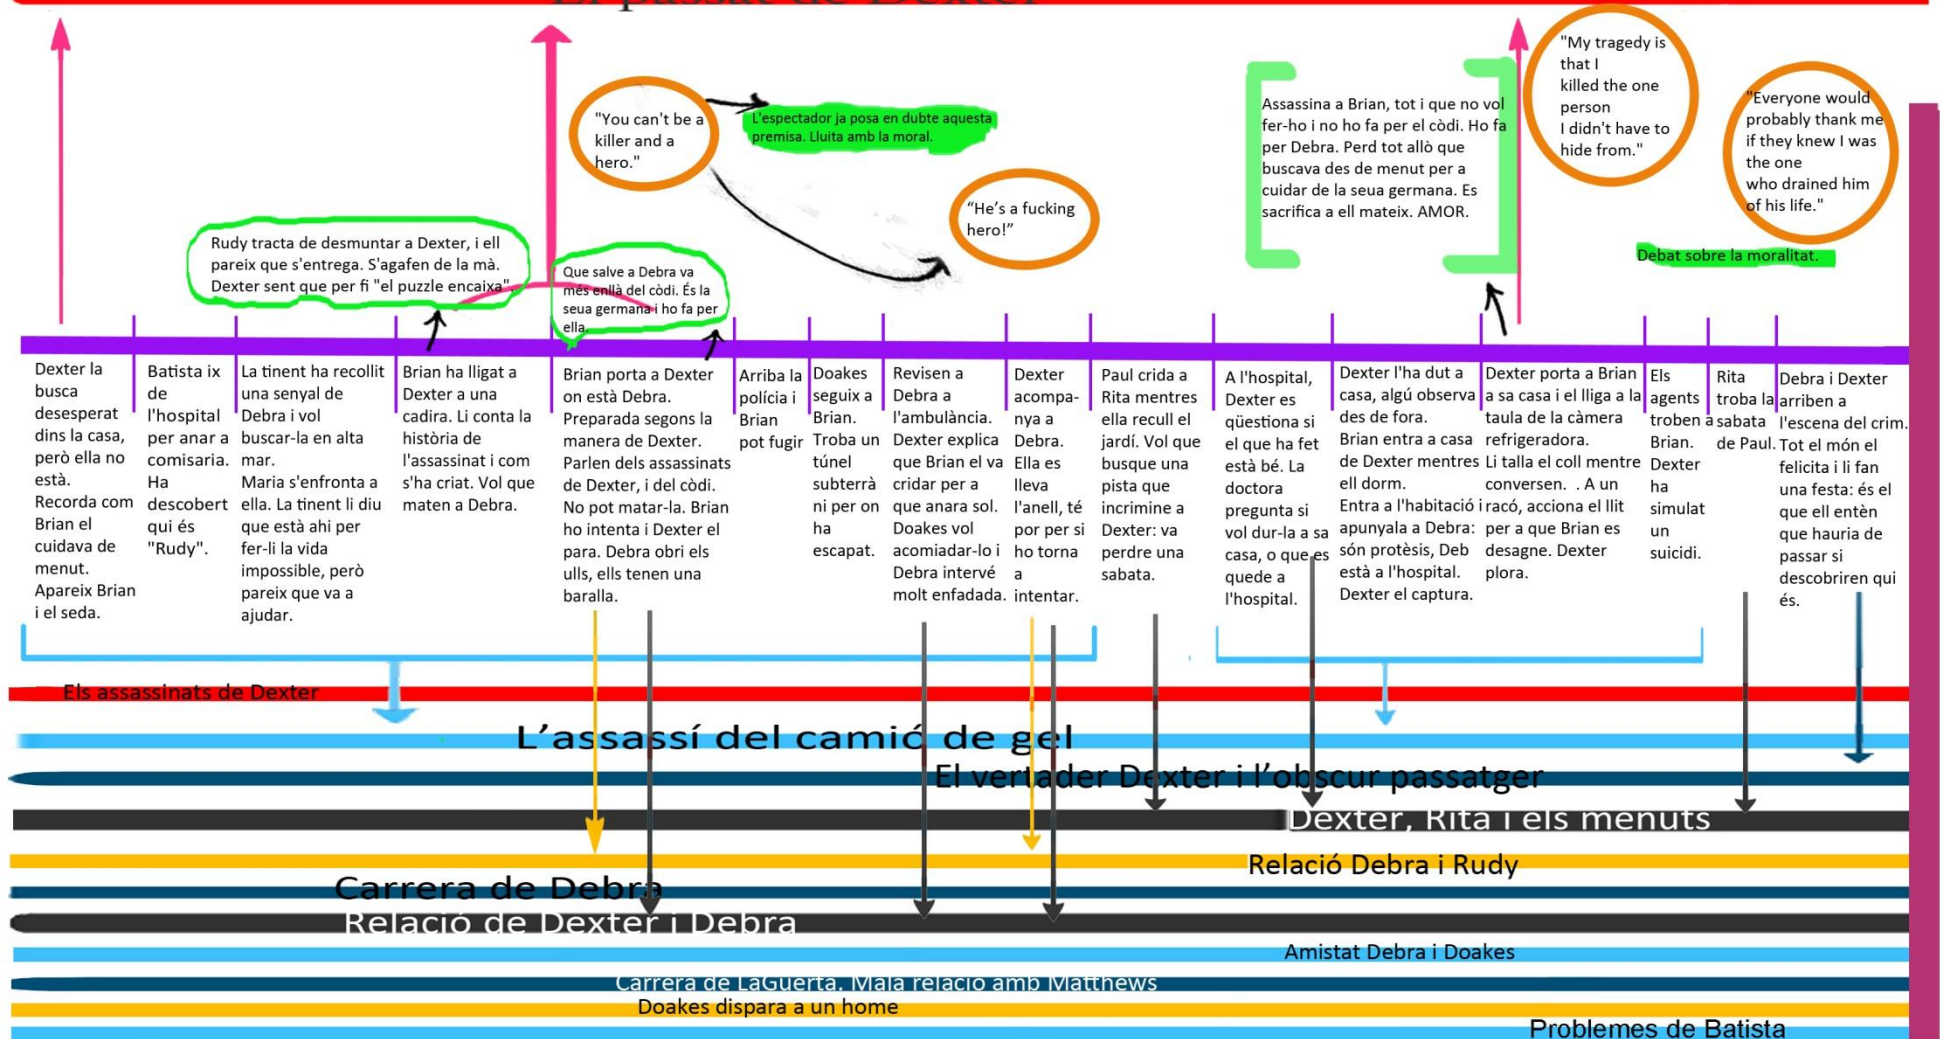 El passat de Dexter
"You can't be a
killer and a
hero."
L'espectador ja posa en dubte aquesta
premisa. Lluita amb la moral.
"He's a fucking
hero!"
Assassina a Brian, tot i que no vol
fer-ho i no ho fa per el còdi. Ho fa
per Debra. Perd tot allò que
buscava des de menut per a
cuidar de la seua germana. Es
sacrifica a ell mateix. AMOR.
"My tragedy is
that I
killed the one
person
I didn't have to
hide from."
"Everyone would
probably thank me
if they knew I was
the one
who drained him
of his life."
Debat sobre la moralitat.
Rudy tracta de desmuntar a Dexter, i ell
pareix que s'entrega. S'agafen de la mà.
Dexter sent que per fi "el puzzle encaixa".
Que salve a Debra va
més enllà del còdi. És la
seua germana i ho fa per
ella.
Dexter la
busca
desesperat
dins la casa,
però ella no
està.
Recorda com
Brian el
cuidava de
menut.
Apareix Brian
i el seda.
Batista ix
de
l'hospital
per anar a
comisaria.
Ha
descobert
qui és
"Rudy".
La tinent ha recollit
una senyal de
Debra i vol
buscar-la en alta
mar.
Maria s'enfronta a
ella. La tinent li diu
que està ahi per
fer-li la vida
impossible, però
pareix que va a
ajudar.
Brian ha lligat a
Dexter a una
cadira. Li conta la
història de
l'assassinat i com
s'ha criat. Vol que
maten a Debra.
Brian porta a Dexter
on està Debra.
Preparada segons la
manera de Dexter.
Parlen dels assassinats
de Dexter, i del còdi.
No pot matar-la. Brian
ho intenta i Dexter el
para. Debra obri els
ulls, ells tenen una
baralla.
Arriba la
polícia i
Brian
pot fugir
Doakes
seguix a
Brian.
Troba un
túnel
subterrà
ni per on
ha
escapat.
Revisen a
Debra a
l'ambulància.
Dexter explica
que Brian el va
cridar per a
que anara sol.
Doakes vol
acomiadar-lo i
Debra intervé
molt enfadada.
Dexter
acompa-
nya a
Debra.
Ella es
lleva
l'anell, té
por per si
ho torna
a
intentar.
Paul crida a
Rita mentres
ella recull el
jardí. Vol que
busque una
pista que
incrimine a
Dexter: va
perdre una
sabata.
A l'hospital,
Dexter es
qüestiona si
el que ha fet
està bé. La
doctora
pregunta si
vol dur-la a sa
casa, o que es
quede a
l'hospital.
Dexter l'ha dut a
casa, algú observa
des de fora.
Brian entra a casa
de Dexter mentres
ell dorm.
Entra a l'habitació i
apunyala a Debra:
són protèsis, Deb
està a l'hospital.
Dexter el captura.
Dexter porta a Brian
a sa casa i el lliga a la
taula de la càmera
refrigeradora.
Li talla el coll mentre
conversen. . A un
racó, acciona el llit
per a que Brian es
desagne. Dexter
plora.
Els
agents
troben a
Brian.
Dexter
ha
simulat
un
suicidi.
Rita
troba la
sabata
de Paul.
Debra i Dexter
arriben a
l'escena del crim.
Tot el món el
felicita i li fan
una festa: és el
que ell entèn
que hauria de
passar si
descobriren qui
és.
Els assassinats de Dexter
L'assassí del camió de gel
El vertader Dexter i l'obscur passatger
Dexter, Rita i els menuts
Relació Debra i Rudy
Carrera de Debra
Relació de Dexter i Debra
Amistat Debra i Doakes
Carrera de LaGuerta. Mala relació amb Matthews
Doakes dispara a un home
Problemes de Batista